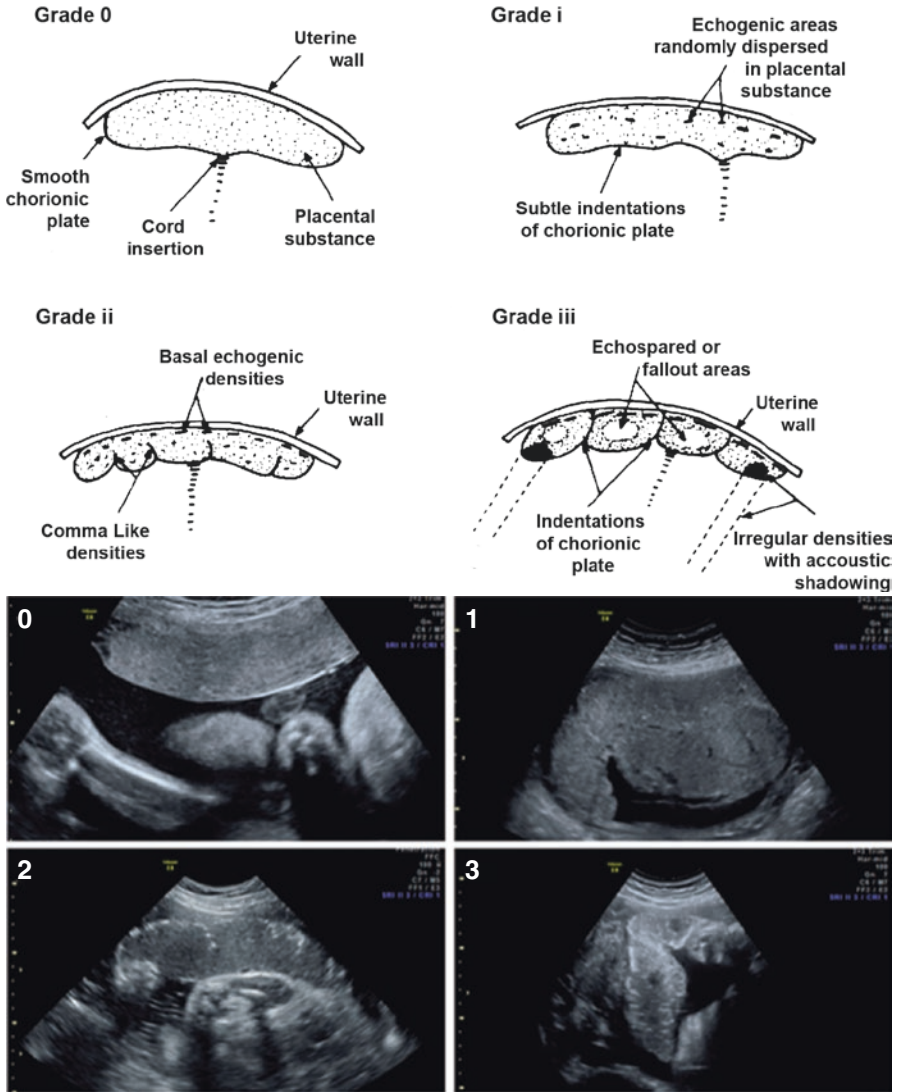 Grade 0
Uterine
wall
Smooth
chorionic
plate
Cord
insertion
Placental
substance
Grade i
Echogenic areas
randomly dispersed
in placental
substance
Subtle indentations
of chorionic plate
Grade ii
Basal echogenic
densities
Uterine
wall
Comma Like
densities
Grade iii
Echospared or
fallout areas
Uterine
wall
Indentations
of chorionic
plate
Irregular densities
with accoustic
shadowing
0
1
2
3